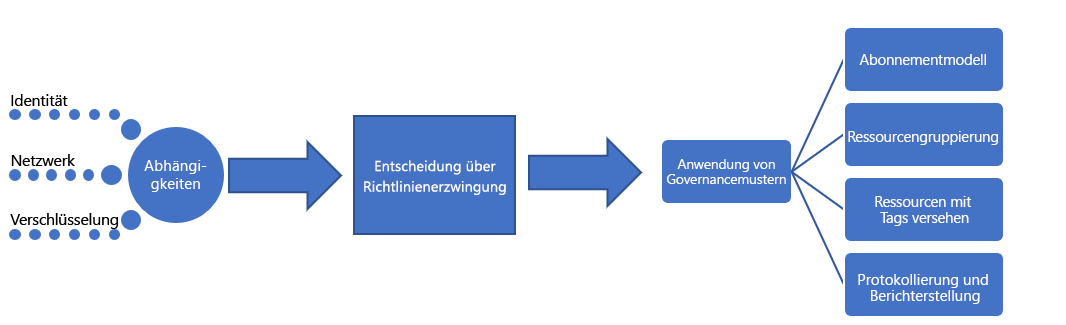 Identität
Netzwerk
Verschlüsselung
Abhängi-
gkeiten
Entscheidung über
Richtlinienerzwingung
Anwendung von
Governancemustern
Abonnementmodell
Ressourcengruppierung
Ressourcen mit
Tags versehen
Protokollierung und
Berichterstellung